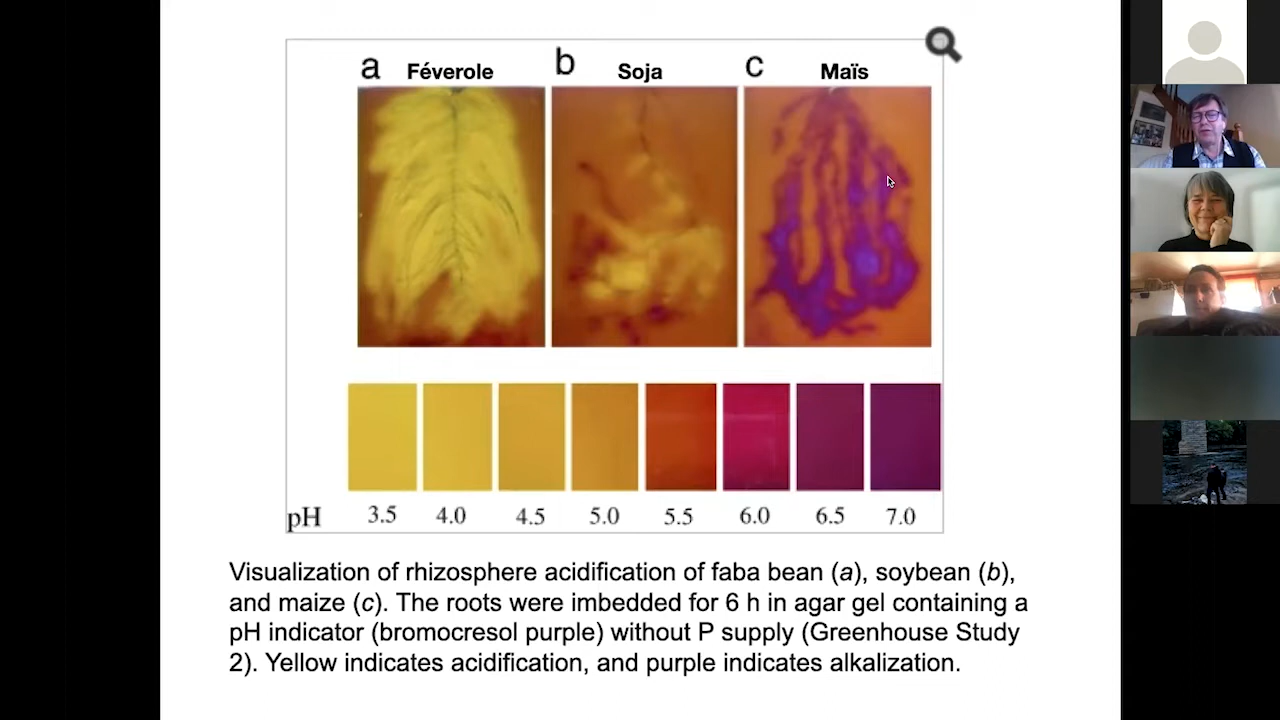 a Féverole b Soja c Maïs
pH 3.5 4.0 4.5 5.0 5.5 6.0 6.5 7.0
Visualization of rhizosphere acidification of faba bean (a), soybean (b),
and maize (c). The roots were imbedded for 6 h in agar gel containing a
pH indicator (bromocresol purple) without P supply (Greenhouse Study
2). Yellow indicates acidification, and purple indicates alkalization.